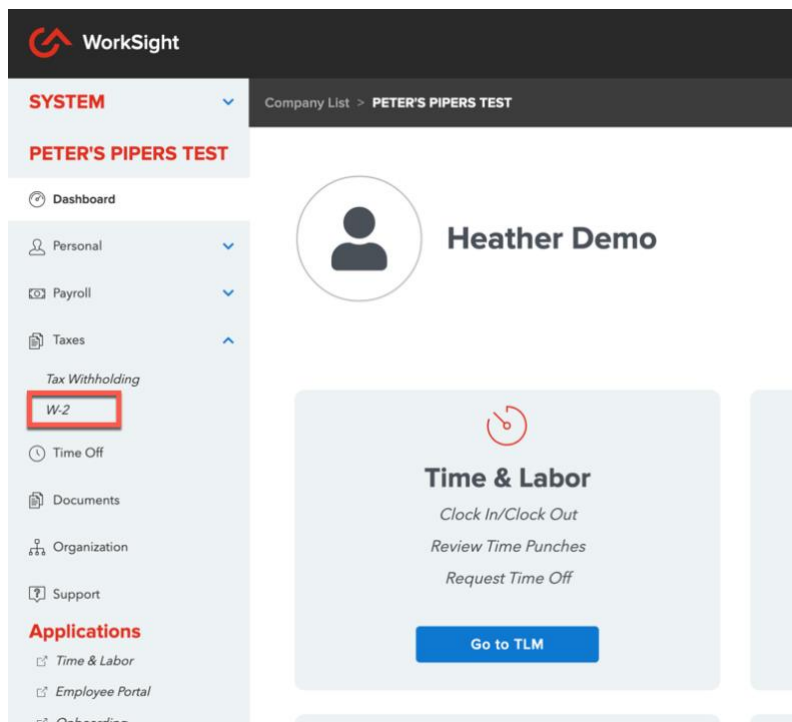 WorkSight
SYSTEM
Company List > PETER'S PIPERS TEST
PETER'S PIPERS TEST
Dashboard
Heather Demo
Personal
Payroll
Taxes
Tax Withholding
W-2
Time Off
Documents
Organization
Support
Applications
Time & Labor
Employee Portal
Onboarding
Time & Labor
Clock In/Clock Out
Review Time Punches
Request Time Off
Go to TLM